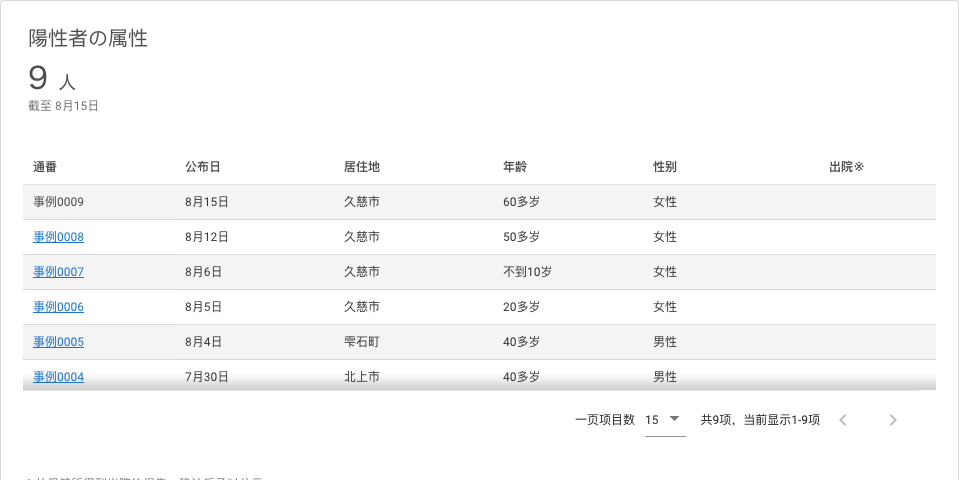 陽性者の属性
9 人
截至 8月15日
通番 公布日 居住地 年龄 性别 出院※
事例0009 8月15日 久慈市 60多岁 女性
事例0008 8月12日 久慈市 50多岁 女性
事例0007 8月6日 久慈市 不到10岁 女性
事例0006 8月5日 久慈市 20多岁 女性
事例0005 8月4日 雫石町 40多岁 男性
事例0004 7月30日 北上市 40多岁 男性
一页项目数 15 共9项，当前显示1-9项